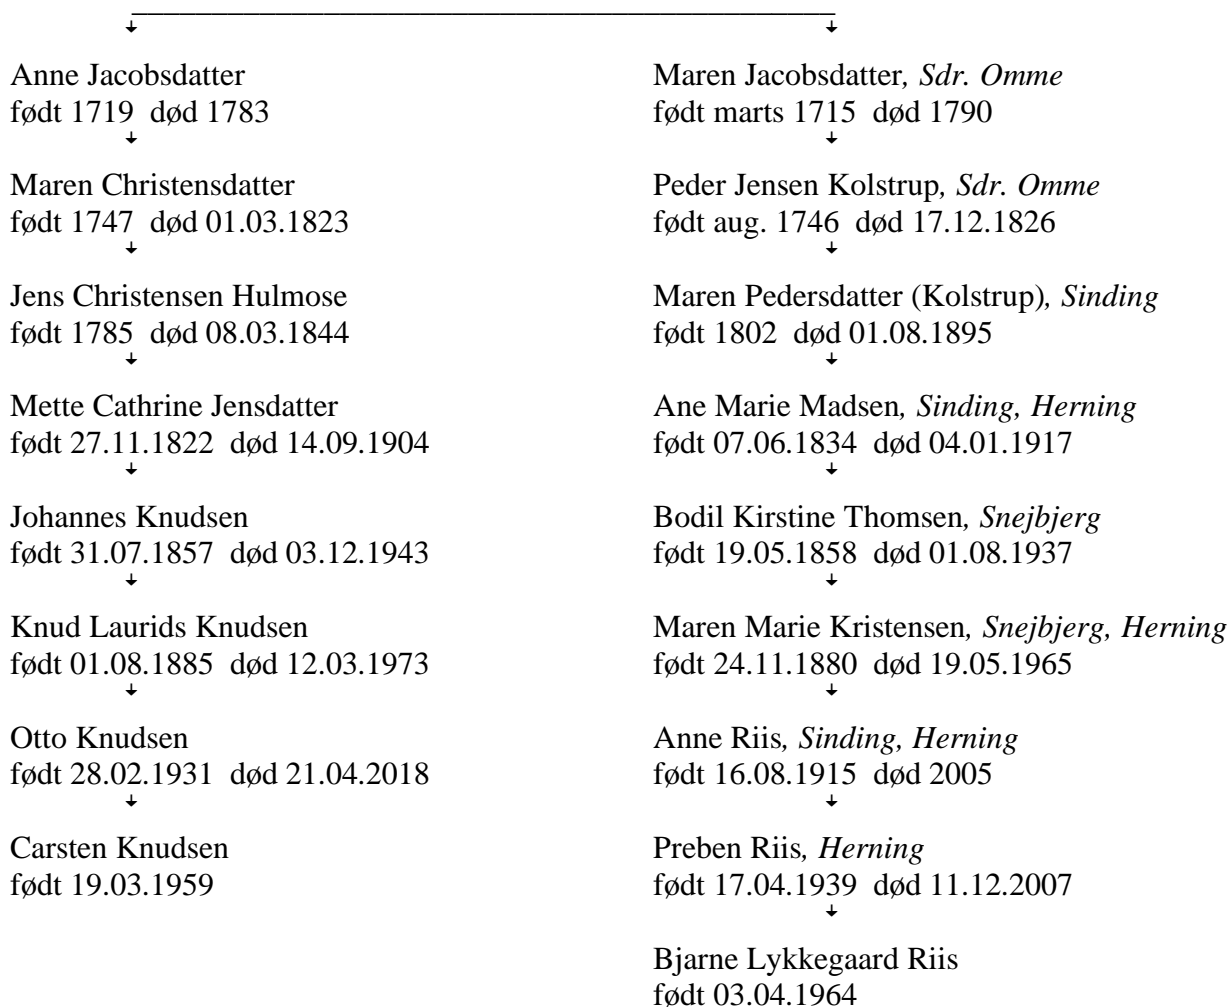 Anne Jacobsdatter
født 1719  død 1783
Maren Christensdatter
født 1747  død 01.03.1823
Jens Christensen Hulmose
født 1785  død 08.03.1844
Mette Cathrine Jensdatter
født 27.11.1822  død 14.09.1904
Johannes Knudsen
født 31.07.1857  død 03.12.1943
Knud Laurids Knudsen
født 01.08.1885  død 12.03.1973
Otto Knudsen
født 28.02.1931  død 21.04.2018
Carsten Knudsen
født 19.03.1959
Maren Jacobsdatter, Sdr. Omme
født marts 1715  død 1790
Peder Jensen Kolstrup, Sdr. Omme
født aug. 1746  død 17.12.1826
Maren Pedersdatter (Kolstrup), Sinding
født 1802  død 01.08.1895
Ane Marie Madsen, Sinding, Herning
født 07.06.1834  død 04.01.1917
Bodil Kirstine Thomsen, Snejbjerg
født 19.05.1858  død 01.08.1937
Maren Marie Kristensen, Snejbjerg, Herning
født 24.11.1880  død 19.05.1965
Anne Riis, Sinding, Herning
født 16.08.1915  død 2005
Preben Riis, Herning
født 17.04.1939  død 11.12.2007
Bjarne Lykkegaard Riis
født 03.04.1964